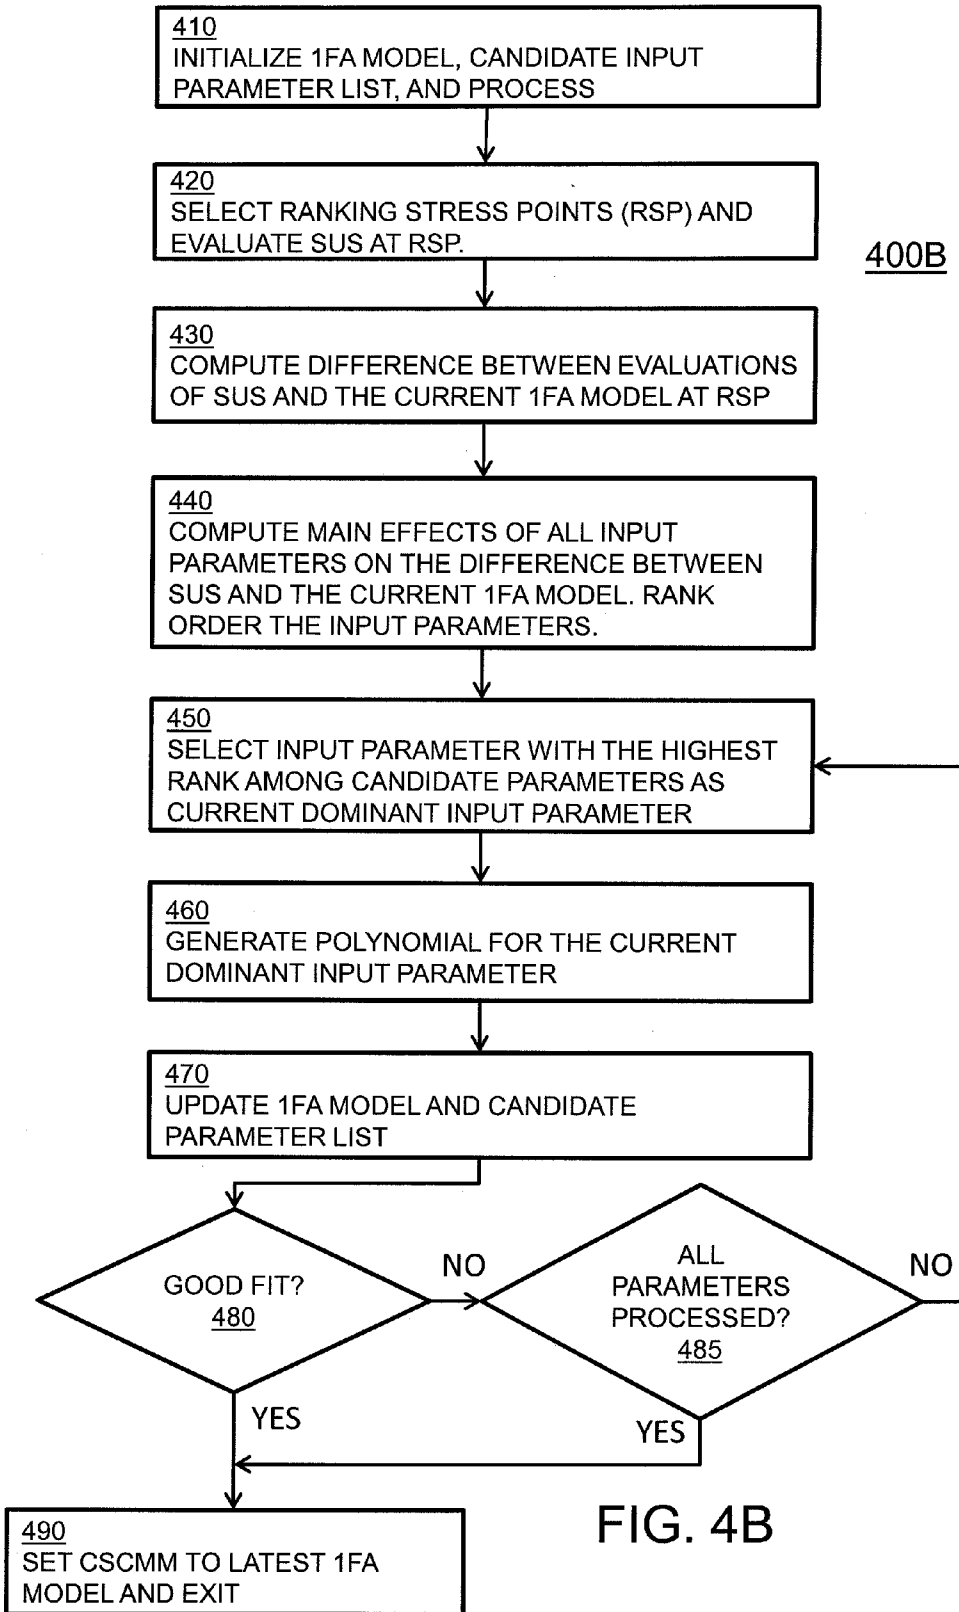 410
INITIALIZE 1FA MODEL, CANDIDATE INPUT
PARAMETER LIST, AND PROCESS
420
SELECT RANKING STRESS POINTS (RSP) AND
EVALUATE SUS AT RSP.
400B
430
COMPUTE DIFFERENCE BETWEEN EVALUATIONS
OF SUS AND THE CURRENT 1FA MODEL AT RSP
440
COMPUTE MAIN EFFECTS OF ALL INPUT
PARAMETERS ON THE DIFFERENCE BETWEEN
SUS AND THE CURRENT 1FA MODEL. RANK
ORDER THE INPUT PARAMETERS.
450
SELECT INPUT PARAMETER WITH THE HIGHEST
RANK AMONG CANDIDATE PARAMETERS AS
CURRENT DOMINANT INPUT PARAMETER
460
GENERATE POLYNOMIAL FOR THE CURRENT
DOMINANT INPUT PARAMETER
470
UPDATE 1FA MODEL AND CANDIDATE
PARAMETER LIST
GOOD FIT?
480
NO
ALL
PARAMETERS
PROCESSED?
485
NO
YES
YES
490
SET CSCMM TO LATEST 1FA
MODEL AND EXIT
FIG. 4B